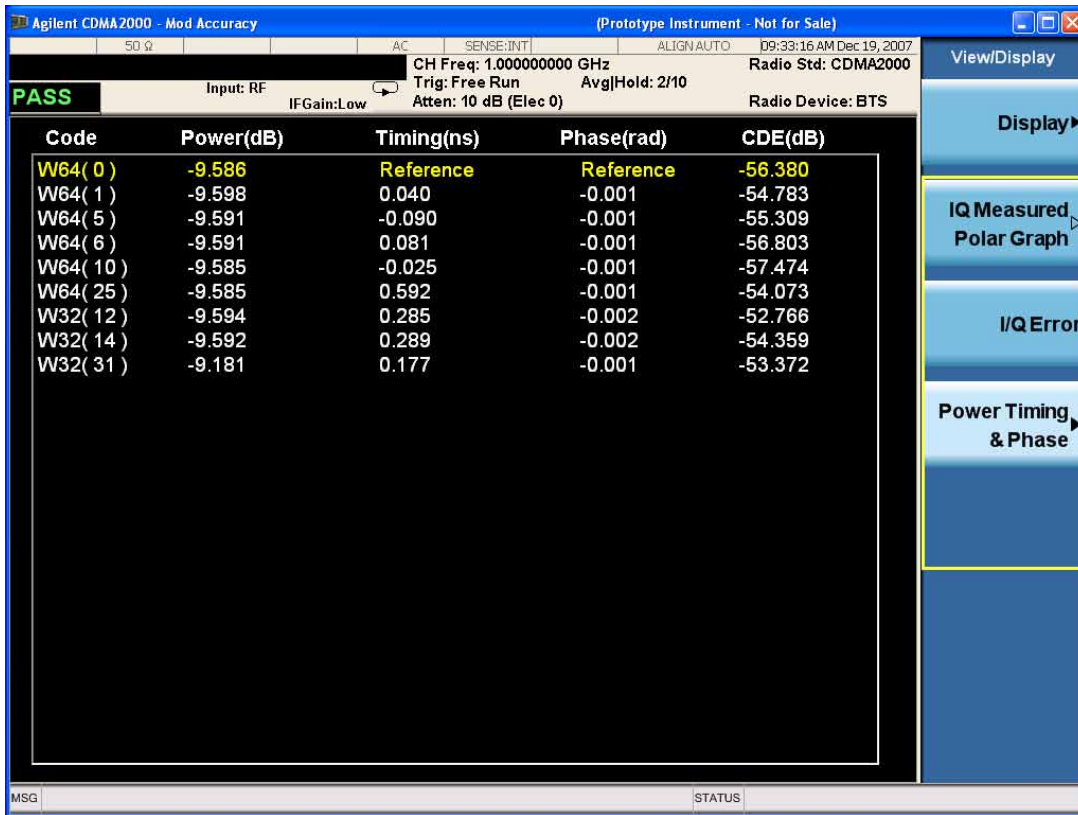 Agilent CDMA2000 - Mod Accuracy (Prototype Instrument - Not for Sale)
50 Ω AC SENSE:INT ALIGN AUTO 09:33:16 AM Dec 19, 2007
CH Freq: 1.000000000 GHz Radio Std: CDMA2000
PASS Input: RF Trig: Free Run Avg|Hold: 2/10
IFGain:Low Atten: 10 dB (Elec 0) Radio Device: BTS
Code Power(dB) Timing(ns) Phase(rad) CDE(dB)
W64( 0 ) -9.586 Reference Reference -56.380
W64( 1 ) -9.598 0.040 -0.001 -54.783
W64( 5 ) -9.591 -0.090 -0.001 -55.309
W64( 6 ) -9.591 0.081 -0.001 -56.803
W64( 10 ) -9.585 -0.025 -0.001 -57.474
W64( 25 ) -9.585 0.592 -0.001 -54.073
W32( 12 ) -9.594 0.285 -0.002 -52.766
W32( 14 ) -9.592 0.289 -0.002 -54.359
W32( 31 ) -9.181 0.177 -0.001 -53.372
View/Display
Display
IQ Measured
Polar Graph
I/Q Error
Power Timing
& Phase
MSG STATUS